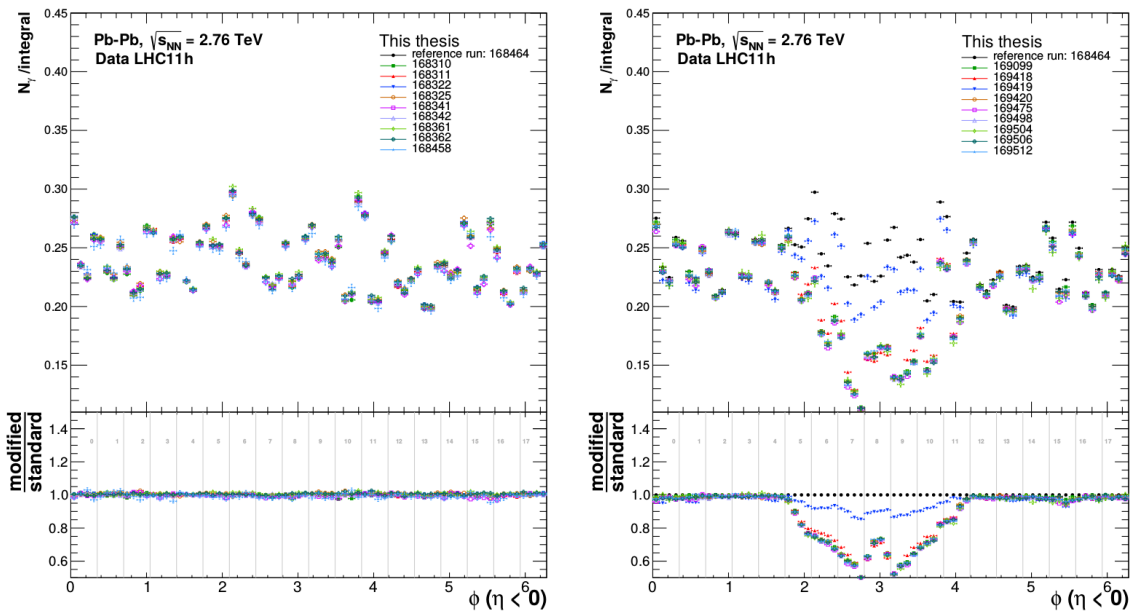 N_γ/integral
0.45
0.40
0.35
0.30
0.25
0.20
0.15
Pb-Pb, √s_NN = 2.76 TeV
Data LHC11h
This thesis
reference run: 168464
168310
168311
168322
168325
168341
168342
168361
168362
168458
modified
standard
1.4
1.2
1.0
0.8
0.6
0 1 2 3 4 5 6 7 8 9 10 11 12 13 14 15 16 17
0 1 2 3 4 5 6
ϕ (η < 0)
N_γ/integral
0.45
0.40
0.35
0.30
0.25
0.20
0.15
Pb-Pb, √s_NN = 2.76 TeV
Data LHC11h
This thesis
reference run: 168464
169099
169418
169419
169420
169475
169498
169504
169506
169512
modified
standard
1.4
1.2
1.0
0.8
0.6
0 1 2 3 4 5 6 7 8 9 10 11 12 13 14 15 16 17
0 1 2 3 4 5 6
ϕ (η < 0)